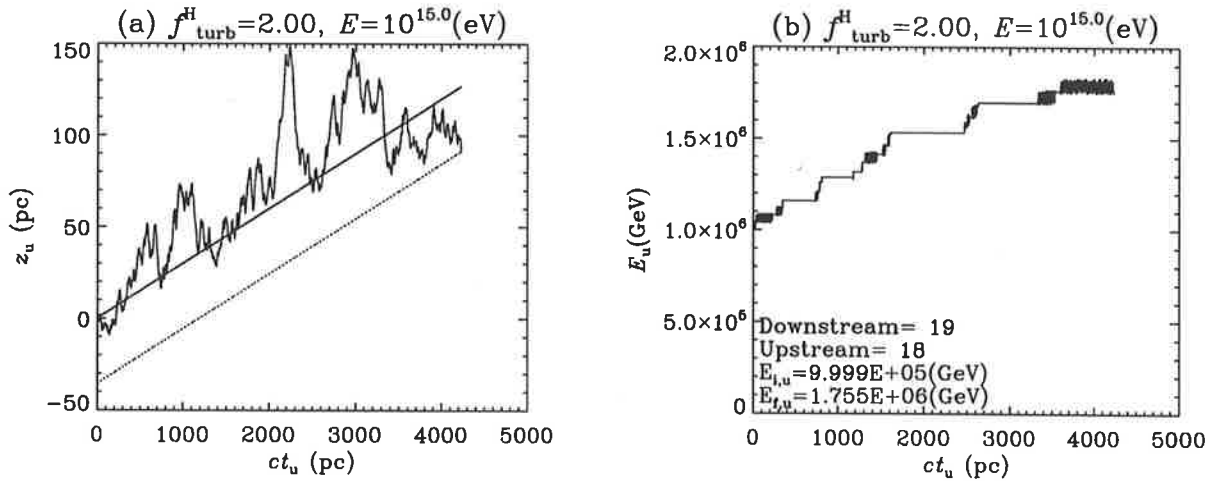 (a) f^H_turb=2.00, E=10^15.0(eV)
150
100
50
0
−50
z_u (pc)
0 1000 2000 3000 4000 5000
ct_u (pc)
(b) f^H_turb=2.00, E=10^15.0(eV)
2.0×10^6
1.5×10^6
1.0×10^6
5.0×10^6
0
E_u(GeV)
Downstream= 19
Upstream= 18
E_i,u=9.999E+05(GeV)
E_f,u=1.755E+06(GeV)
0 1000 2000 3000 4000 5000
ct_u (pc)